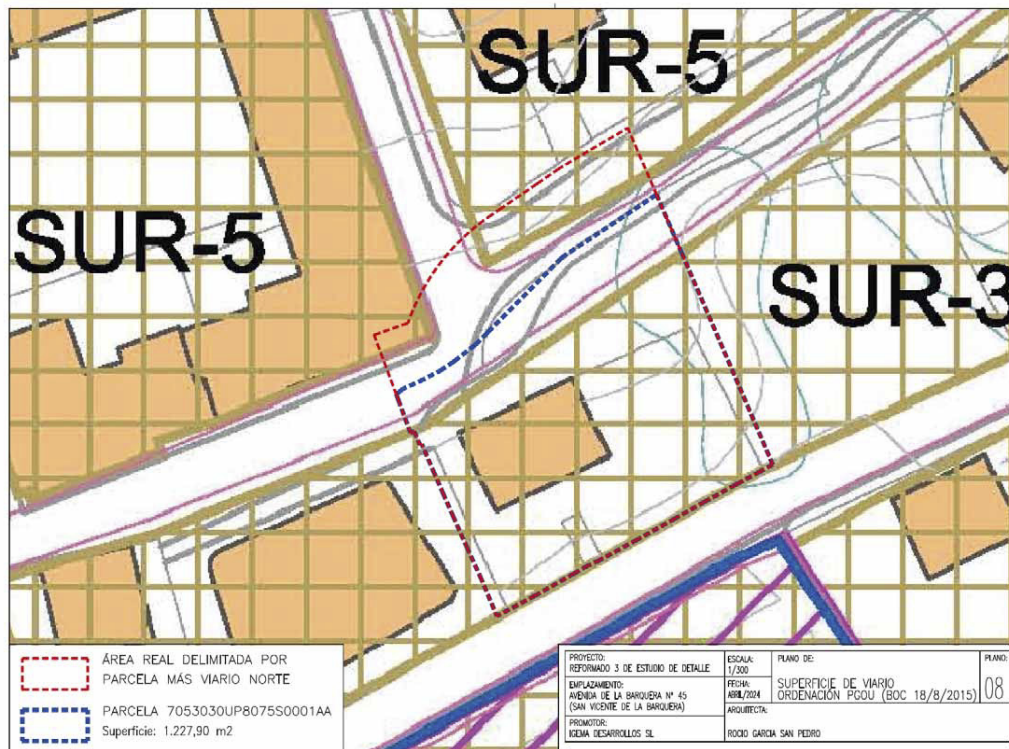 SUR-5
SUR-5
SUR-3
ÁREA REAL DELIMITADA POR
PARCELA MÁS VIARIO NORTE
PARCELA 7053030UP8075S0001AA
Superficie: 1.227,90 m2
PROYECTO:
REFORMADO 3 DE ESTUDIO DE DETALLE
EMPLAZAMIENTO:
AVENIDA DE LA BARQUERA Nº 45
(SAN VICENTE DE LA BARQUERA)
PROMOTOR:
IGEMA DESARROLLOS SL
ESCALA:
1/300
FECHA:
ABRIL/2024
PLANO DE:
SUPERFICIE DE VIARIO
ORDENACIÓN PGOU (BOC 18/8/2015)
ARQUITECTA:
ROCIO GARCIA SAN PEDRO
PLANO:
08